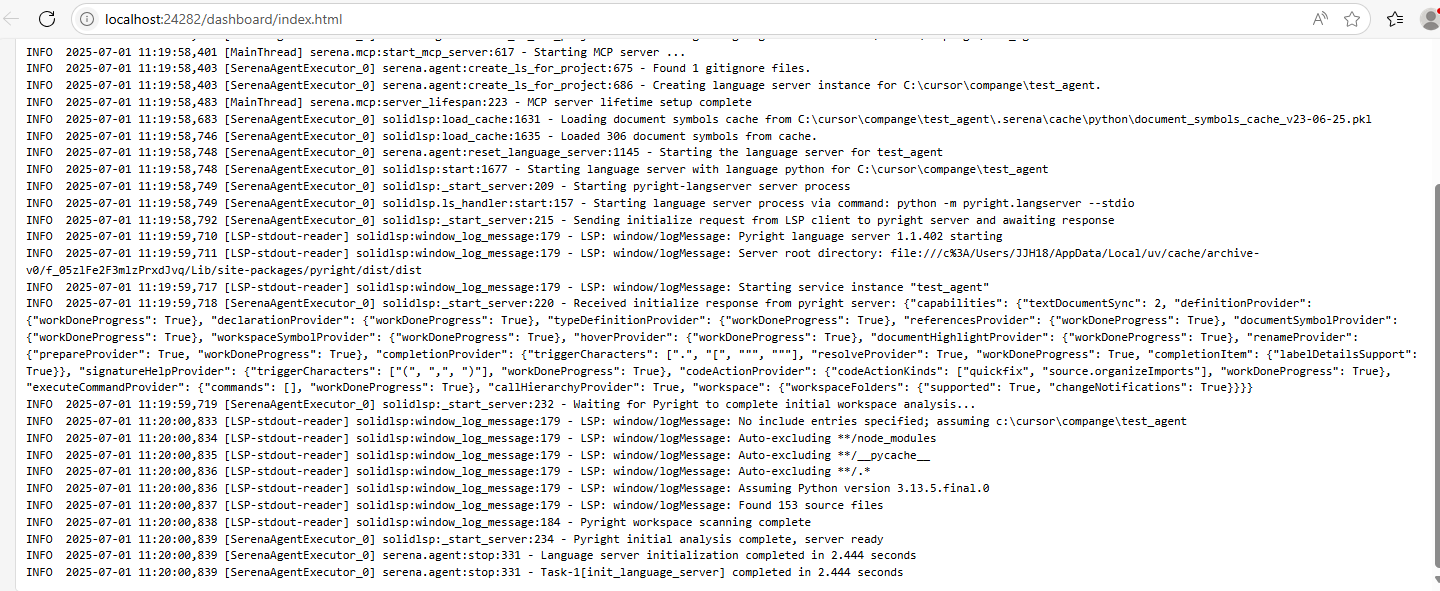 localhost:24282/dashboard/index.html
INFO  2025-07-01 11:19:58,401 [MainThread] serena.mcp:start_mcp_server:617 - Starting MCP server ...
INFO  2025-07-01 11:19:58,403 [SerenaAgentExecutor_0] serena.agent:create_ls_for_project:675 - Found 1 gitignore files.
INFO  2025-07-01 11:19:58,403 [SerenaAgentExecutor_0] serena.agent:create_ls_for_project:686 - Creating language server instance for C:\cursor\compange\test_agent.
INFO  2025-07-01 11:19:58,483 [MainThread] serena.mcp:server_lifespan:223 - MCP server lifetime setup complete
INFO  2025-07-01 11:19:58,683 [SerenaAgentExecutor_0] solidlsp:load_cache:1631 - Loading document symbols cache from C:\cursor\compange\test_agent\.serena\cache\python\document_symbols_cache_v23-06-25.pkl
INFO  2025-07-01 11:19:58,746 [SerenaAgentExecutor_0] solidlsp:load_cache:1635 - Loaded 306 document symbols from cache.
INFO  2025-07-01 11:19:58,748 [SerenaAgentExecutor_0] serena.agent:reset_language_server:1145 - Starting the language server for test_agent
INFO  2025-07-01 11:19:58,748 [SerenaAgentExecutor_0] solidlsp:start:1677 - Starting language server with language python for C:\cursor\compange\test_agent
INFO  2025-07-01 11:19:58,749 [SerenaAgentExecutor_0] solidlsp:_start_server:209 - Starting pyright-langserver server process
INFO  2025-07-01 11:19:58,749 [SerenaAgentExecutor_0] solidlsp.ls_handler:start:157 - Starting language server process via command: python -m pyright.langserver --stdio
INFO  2025-07-01 11:19:58,792 [SerenaAgentExecutor_0] solidlsp:_start_server:215 - Sending initialize request from LSP client to pyright server and awaiting response
INFO  2025-07-01 11:19:59,710 [LSP-stdout-reader] solidlsp:window_log_message:179 - LSP: window/logMessage: Pyright language server 1.1.402 starting
INFO  2025-07-01 11:19:59,711 [LSP-stdout-reader] solidlsp:window_log_message:179 - LSP: window/logMessage: Server root directory: file:///c%3A/Users/JJH18/AppData/Local/uv/cache/archive-
v0/f_05zlFe2F3mlzPrxdJvq/Lib/site-packages/pyright/dist/dist
INFO  2025-07-01 11:19:59,717 [LSP-stdout-reader] solidlsp:window_log_message:179 - LSP: window/logMessage: Starting service instance "test_agent"
INFO  2025-07-01 11:19:59,718 [SerenaAgentExecutor_0] solidlsp:_start_server:220 - Received initialize response from pyright server: {"capabilities": {"textDocumentSync": 2, "definitionProvider":
{"workDoneProgress": True}, "declarationProvider": {"workDoneProgress": True}, "typeDefinitionProvider": {"workDoneProgress": True}, "referencesProvider": {"workDoneProgress": True}, "documentSymbolProvider":
{"workDoneProgress": True}, "workspaceSymbolProvider": {"workDoneProgress": True}, "hoverProvider": {"workDoneProgress": True}, "documentHighlightProvider": {"workDoneProgress": True}, "renameProvider":
{"prepareProvider": True, "workDoneProgress": True}, "completionProvider": {"triggerCharacters": [".", "[", """, """], "resolveProvider": True, "workDoneProgress": True, "completionItem": {"labelDetailsSupport":
True}}, "signatureHelpProvider": {"triggerCharacters": ["(", ",", ")"], "workDoneProgress": True}, "codeActionProvider": {"codeActionKinds": ["quickfix", "source.organizeImports"], "workDoneProgress": True},
"executeCommandProvider": {"commands": [], "workDoneProgress": True}, "callHierarchyProvider": True, "workspace": {"workspaceFolders": {"supported": True, "changeNotifications": True}}}}
INFO  2025-07-01 11:19:59,719 [SerenaAgentExecutor_0] solidlsp:_start_server:232 - Waiting for Pyright to complete initial workspace analysis...
INFO  2025-07-01 11:20:00,833 [LSP-stdout-reader] solidlsp:window_log_message:179 - LSP: window/logMessage: No include entries specified; assuming c:\cursor\compange\test_agent
INFO  2025-07-01 11:20:00,834 [LSP-stdout-reader] solidlsp:window_log_message:179 - LSP: window/logMessage: Auto-excluding **/node_modules
INFO  2025-07-01 11:20:00,835 [LSP-stdout-reader] solidlsp:window_log_message:179 - LSP: window/logMessage: Auto-excluding **/__pycache__
INFO  2025-07-01 11:20:00,836 [LSP-stdout-reader] solidlsp:window_log_message:179 - LSP: window/logMessage: Auto-excluding **/.*
INFO  2025-07-01 11:20:00,836 [LSP-stdout-reader] solidlsp:window_log_message:179 - LSP: window/logMessage: Assuming Python version 3.13.5.final.0
INFO  2025-07-01 11:20:00,837 [LSP-stdout-reader] solidlsp:window_log_message:179 - LSP: window/logMessage: Found 153 source files
INFO  2025-07-01 11:20:00,838 [LSP-stdout-reader] solidlsp:window_log_message:184 - Pyright workspace scanning complete
INFO  2025-07-01 11:20:00,839 [SerenaAgentExecutor_0] solidlsp:_start_server:234 - Pyright initial analysis complete, server ready
INFO  2025-07-01 11:20:00,839 [SerenaAgentExecutor_0] serena.agent:stop:331 - Language server initialization completed in 2.444 seconds
INFO  2025-07-01 11:20:00,839 [SerenaAgentExecutor_0] serena.agent:stop:331 - Task-1[init_language_server] completed in 2.444 seconds